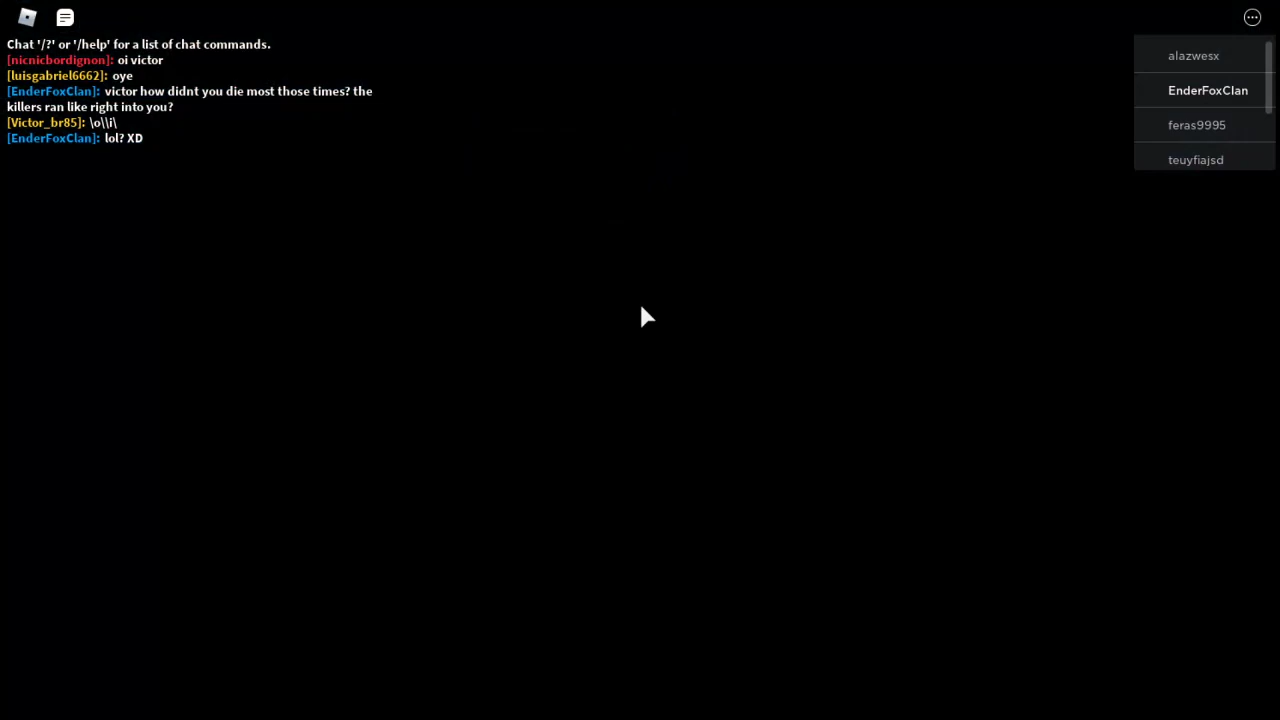 Chat '/?' or '/help' for a list of chat commands.
[nicnicbordignon]: oi victor
[luisgabriel6662]: oye
[EnderFoxClan]: victor how didnt you die most those times? the
killers ran like right into you?
[Victor_br85]: \o\\i\
[EnderFoxClan]: lol? XD
alazwesx
EnderFoxClan
feras9995
teuyfiajsd